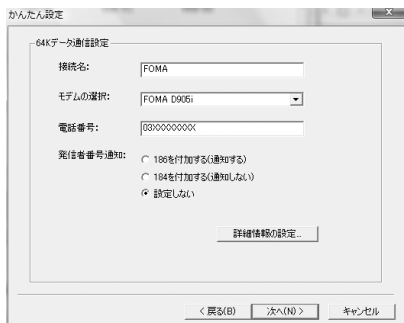 かんたん設定
64Kデータ通信設定
接続名: FOMA
モデムの選択: FOMA D905i
電話番号: 03XXXXXXXX
発信者番号通知: 186を付加する(通知する)
184を付加する(通知しない)
設定しない
詳細情報の設定...
< 戻る(B) 次へ(N) > キャンセル